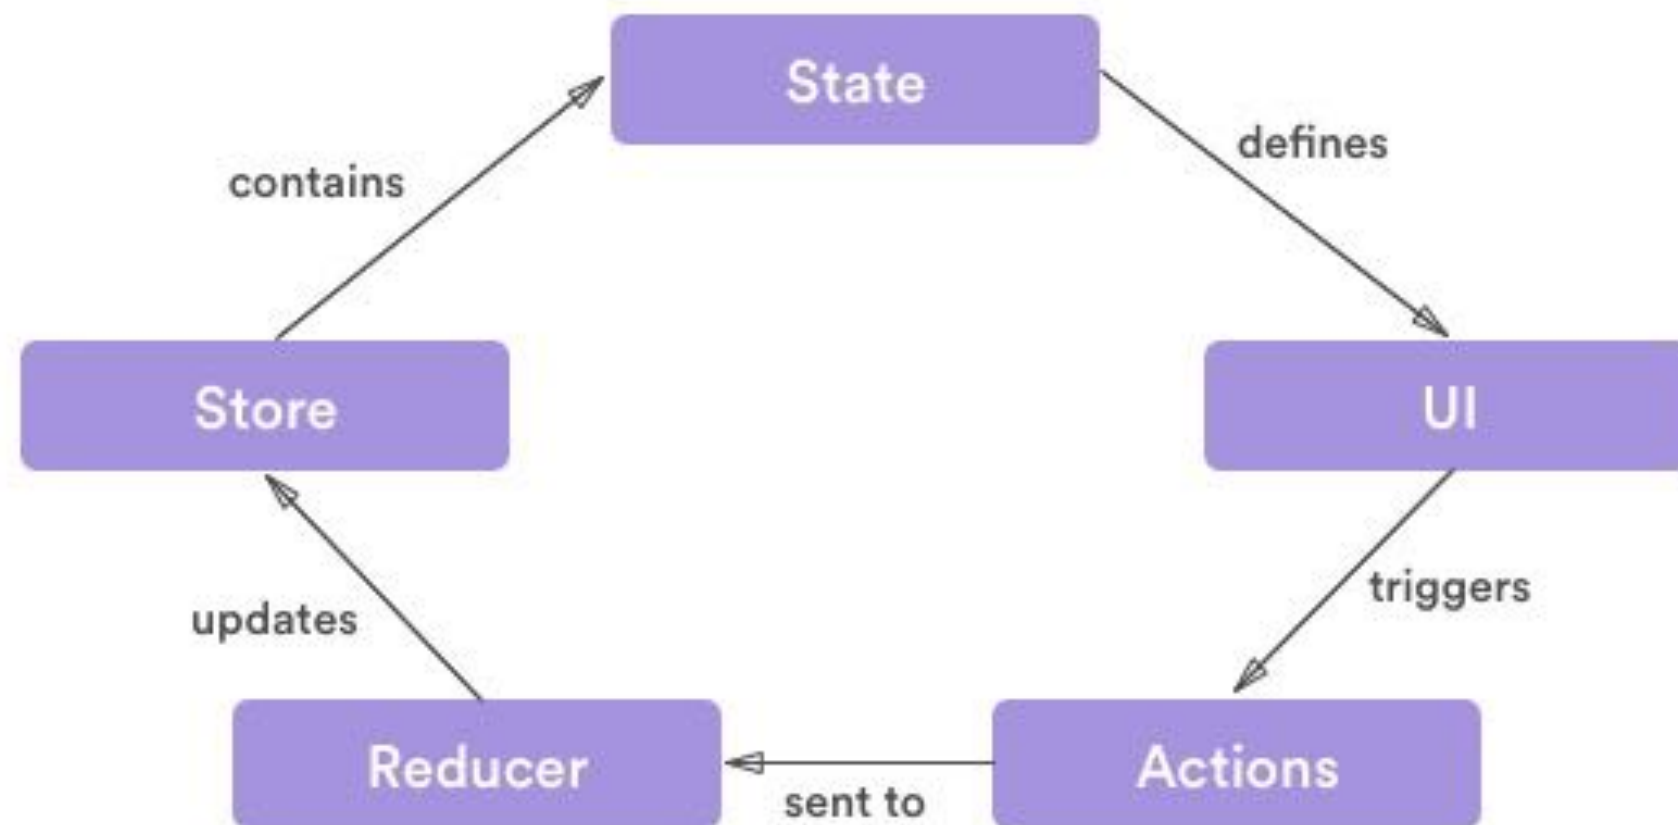 State
defines
contains
Store
UI
triggers
updates
Reducer
Actions
sent to